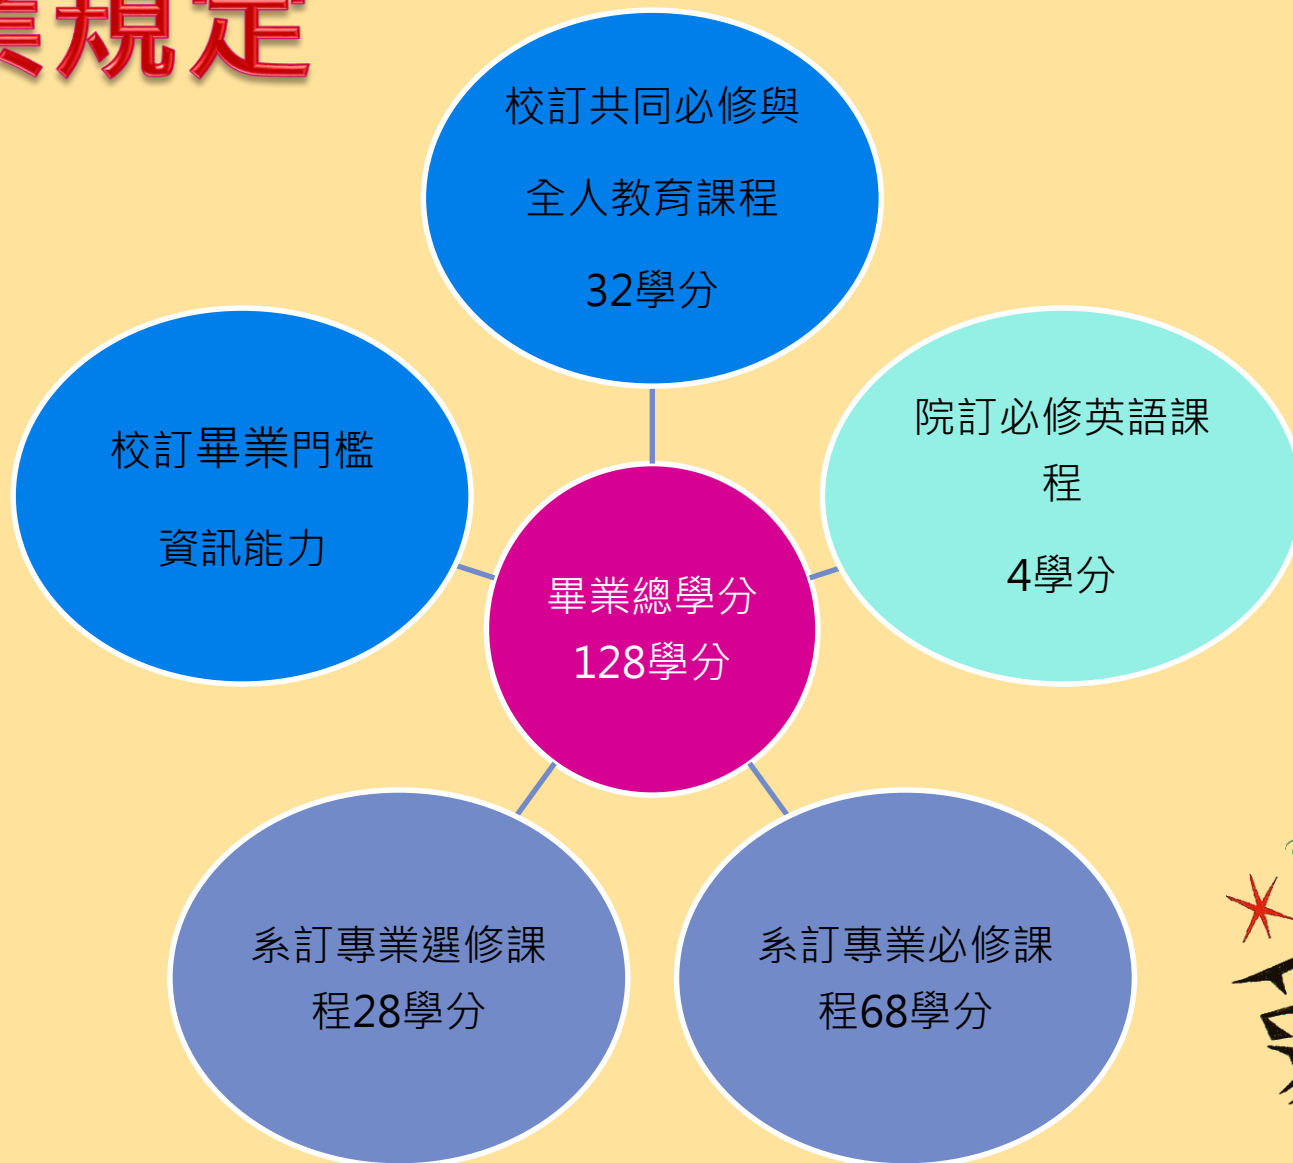 業規定
校訂共同必修與
全人教育課程
32學分
院訂必修英語課
程
4學分
校訂畢業門檻
資訊能力
畢業總學分
128學分
系訂專業選修課
程28學分
系訂專業必修課
程68學分